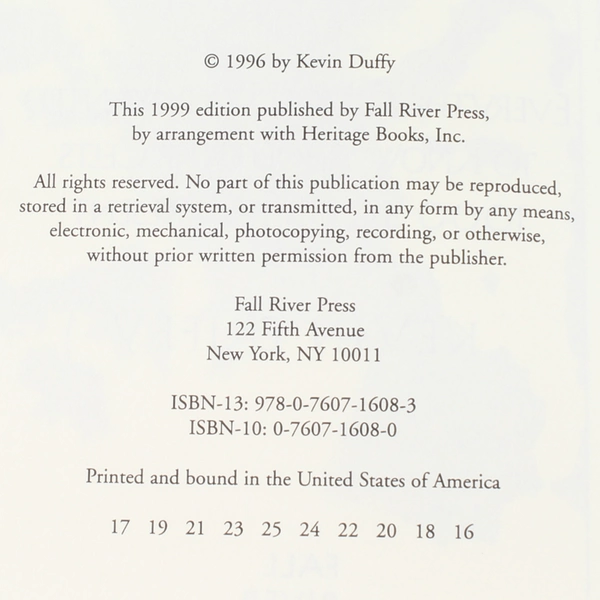 © 1996 by Kevin Duffy
This 1999 edition published by Fall River Press,
by arrangement with Heritage Books, Inc.
All rights reserved. No part of this publication may be reproduced,
stored in a retrieval system, or transmitted, in any form by any means,
electronic, mechanical, photocopying, recording, or otherwise,
without prior written permission from the publisher.
Fall River Press
122 Fifth Avenue
New York, NY 10011
ISBN-13: 978-0-7607-1608-3
ISBN-10: 0-7607-1608-0
Printed and bound in the United States of America
17 19 21 23 25 24 22 20 18 16